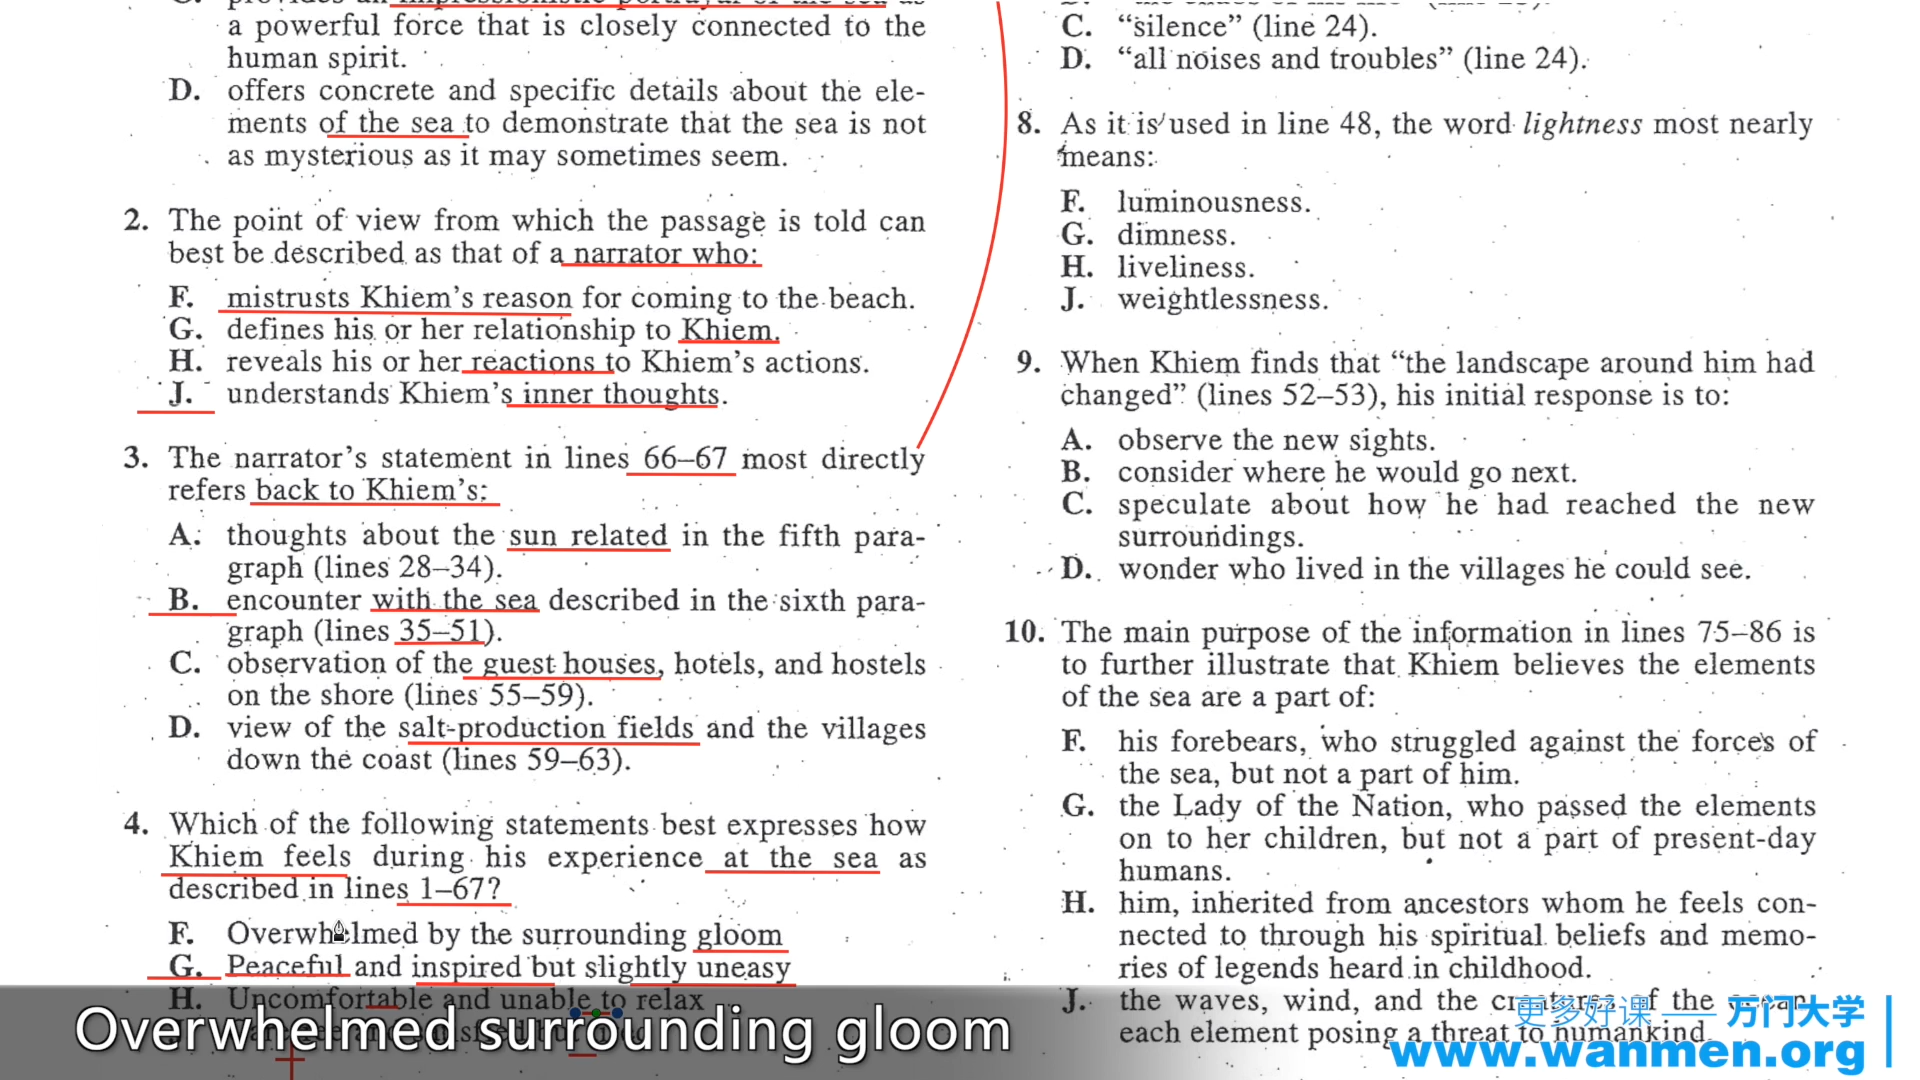 a powerful force that is closely connected to the
human spirit.
D. offers concrete and specific details about the ele-
ments of the sea to demonstrate that the sea is not
as mysterious as it may sometimes seem.
2. The point of view from which the passage is told can
best be described as that of a narrator who:
F. mistrusts Khiem's reason for coming to the beach.
G. defines his or her relationship to Khiem.
H. reveals his or her reactions to Khiem's actions.
J. understands Khiem's inner thoughts.
3. The narrator's statement in lines 66–67 most directly
refers back to Khiem's:
A. thoughts about the sun related in the fifth para-
graph (lines 28–34).
B. encounter with the sea described in the sixth para-
graph (lines 35–51).
C. observation of the guest houses, hotels, and hostels
on the shore (lines 55–59).
D. view of the salt-production fields and the villages
down the coast (lines 59–63).
4. Which of the following statements best expresses how
Khiem feels during his experience at the sea as
described in lines 1–67?
F. Overwhelmed by the surrounding gloom
G. Peaceful and inspired but slightly uneasy
H. Uncomfortable and unable to relax
C. "silence" (line 24).
D. "all noises and troubles" (line 24).
8. As it is used in line 48, the word lightness most nearly
means:
F. luminousness.
G. dimness.
H. liveliness.
J. weightlessness.
9. When Khiem finds that "the landscape around him had
changed" (lines 52–53), his initial response is to:
A. observe the new sights.
B. consider where he would go next.
C. speculate about how he had reached the new
surroundings.
D. wonder who lived in the villages he could see.
10. The main purpose of the information in lines 75–86 is
to further illustrate that Khiem believes the elements
of the sea are a part of:
F. his forebears, who struggled against the forces of
the sea, but not a part of him.
G. the Lady of the Nation, who passed the elements
on to her children, but not a part of present-day
humans.
H. him, inherited from ancestors whom he feels con-
nected to through his spiritual beliefs and memo-
ries of legends heard in childhood.
J. the waves, wind, and the creatures of the ocean,
each element posing a threat to humankind.
Overwhelmed surrounding gloom
更多好课 —— 万门大学
www.wanmen.org